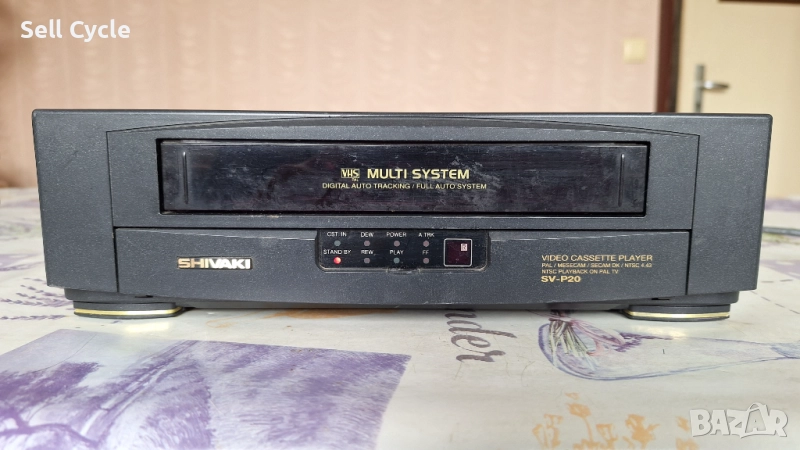 Sell Cycle
VHS MULTI SYSTEM
PAL
DIGITAL AUTO TRACKING / FULL AUTO SYSTEM
CST IN DEW POWER A TRK
STAND BY REW PLAY FF
SHIVAKI
VIDEO CASSETTE PLAYER
PAL / MESECAM / SECAM DK / NTSC 4.43
NTSC PLAYBACK ON PAL TV
SV-P20
BAZAR